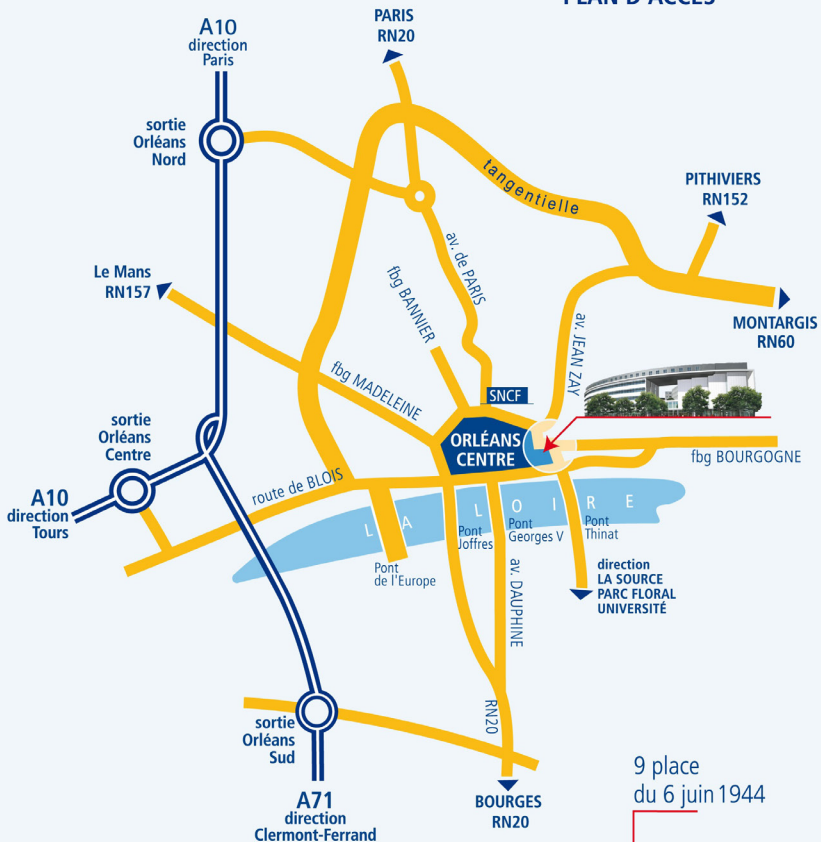 PLAN D'ACCÈS
PARIS
RN20
A10
direction
Paris
sortie
Orléans
Nord
tangentielle
PITHIVIERS
RN152
av. de PARIS
fbg BANNIER
Le Mans
RN157
MONTARGIS
RN60
av. JEAN ZAY
fbg MADELEINE
SNCF
sortie
Orléans
Centre
ORLÉANS
CENTRE
fbg BOURGOGNE
A10
direction
Tours
route de BLOIS
LA LOIRE
Pont
Joffres
Pont
Georges V
Pont
Thinat
Pont
de l'Europe
av. DAUPHINE
direction
LA SOURCE
PARC FLORAL
UNIVERSITÉ
RN20
sortie
Orléans
Sud
9 place
du 6 juin 1944
A71
direction
Clermont-Ferrand
BOURGES
RN20